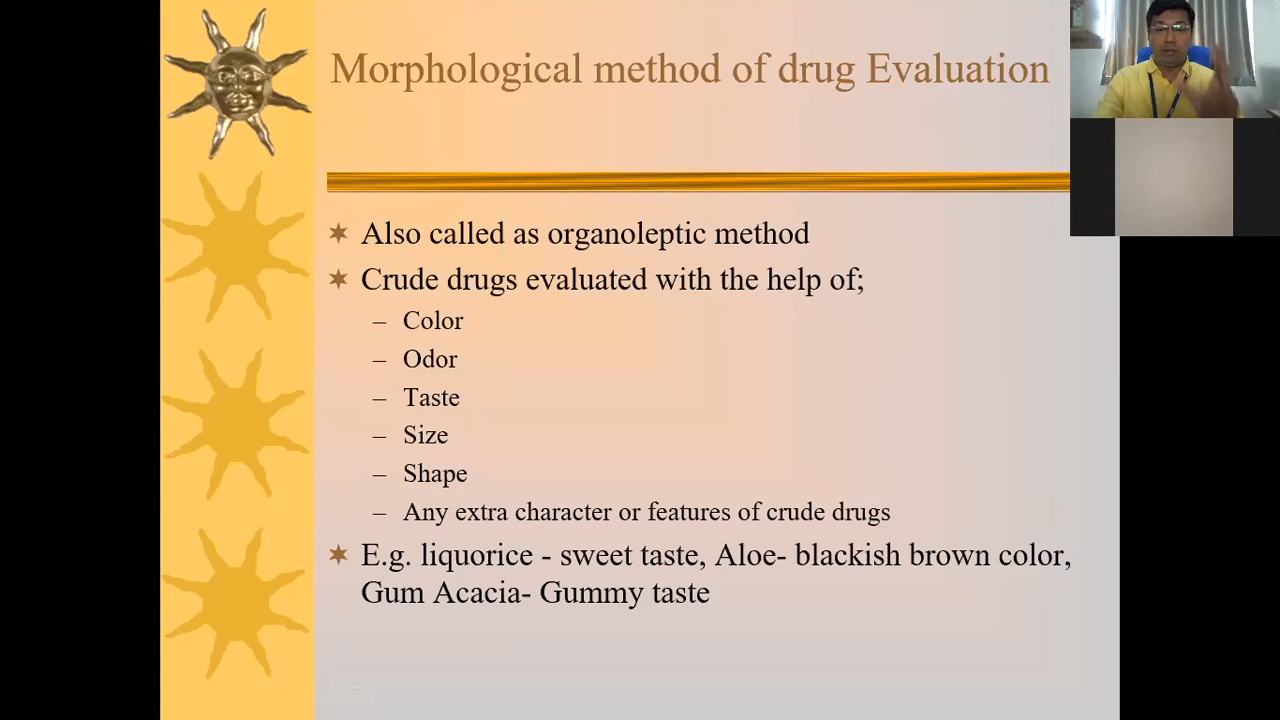 Morphological method of drug Evaluation
Also called as organoleptic method
Crude drugs evaluated with the help of;
– Color
– Odor
– Taste
– Size
– Shape
– Any extra character or features of crude drugs
E.g. liquorice - sweet taste, Aloe- blackish brown color,
Gum Acacia- Gummy taste